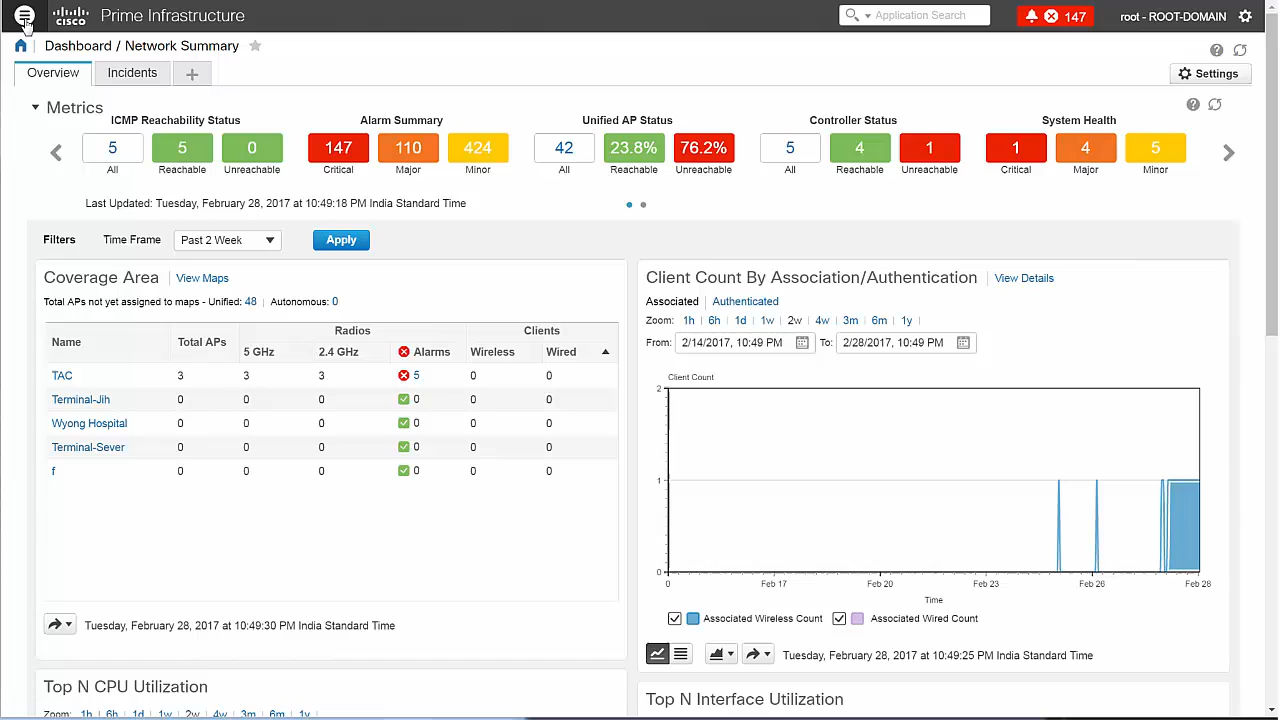 cisco Prime Infrastructure Application Search 147 root - ROOT-DOMAIN
Dashboard / Network Summary
Overview Incidents + Settings
Metrics
ICMP Reachability Status Alarm Summary Unified AP Status Controller Status System Health
5 5 0 147 110 424 42 23.8% 76.2% 5 4 1 1 4 5
All Reachable Unreachable Critical Major Minor All Reachable Unreachable All Reachable Unreachable Critical Major Minor
Last Updated: Tuesday, February 28, 2017 at 10:49:18 PM India Standard Time
Filters Time Frame Past 2 Week Apply
Coverage Area | View Maps
Total APs not yet assigned to maps - Unified: 48 | Autonomous: 0
Radios Clients
Name Total APs 5 GHz 2.4 GHz Alarms Wireless Wired
TAC 3 3 3 5 0 0
Terminal-Jih 0 0 0 0 0 0
Wyong Hospital 0 0 0 0 0 0
Terminal-Sever 0 0 0 0 0 0
f 0 0 0 0 0 0
Tuesday, February 28, 2017 at 10:49:30 PM India Standard Time
Client Count By Association/Authentication | View Details
Associated | Authenticated
Zoom: 1h | 6h | 1d | 1w | 2w | 4w | 3m | 6m | 1y |
From: 2/14/2017, 10:49 PM To: 2/28/2017, 10:49 PM
Client Count
2
1
0
0 Feb 17 Feb 20 Feb 23 Feb 26 Feb 28
Time
Associated Wireless Count Associated Wired Count
Tuesday, February 28, 2017 at 10:49:25 PM India Standard Time
Top N CPU Utilization
Zoom: 1h | 6h | 1d | 1w | 2w | 4w | 3m | 6m | 1y |
Top N Interface Utilization